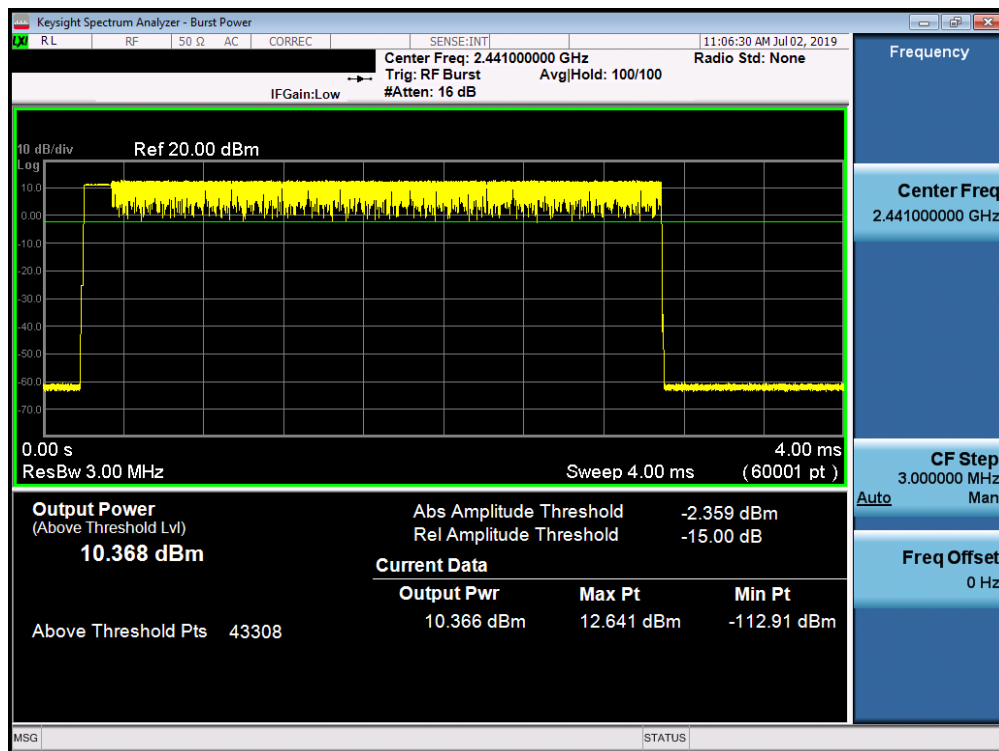 Keysight Spectrum Analyzer - Burst Power
LXI RL RF 50 Ω AC CORREC SENSE:INT 11:06:30 AM Jul 02, 2019
Center Freq: 2.441000000 GHz Radio Std: None
Trig: RF Burst Avg|Hold: 100/100
IFGain:Low #Atten: 16 dB
Frequency
10 dB/div Ref 20.00 dBm
Log
10.0
0.00
-10.0
-20.0
-30.0
-40.0
-50.0
-60.0
-70.0
0.00 s 4.00 ms
ResBw 3.00 MHz Sweep 4.00 ms (60001 pt)
Center Freq
2.441000000 GHz
CF Step
3.000000 MHz
Auto Man
Freq Offset
0 Hz
Output Power
(Above Threshold Lvl)
10.368 dBm
Above Threshold Pts 43308
Abs Amplitude Threshold -2.359 dBm
Rel Amplitude Threshold -15.00 dB
Current Data
Output Pwr Max Pt Min Pt
10.366 dBm 12.641 dBm -112.91 dBm
MSG STATUS